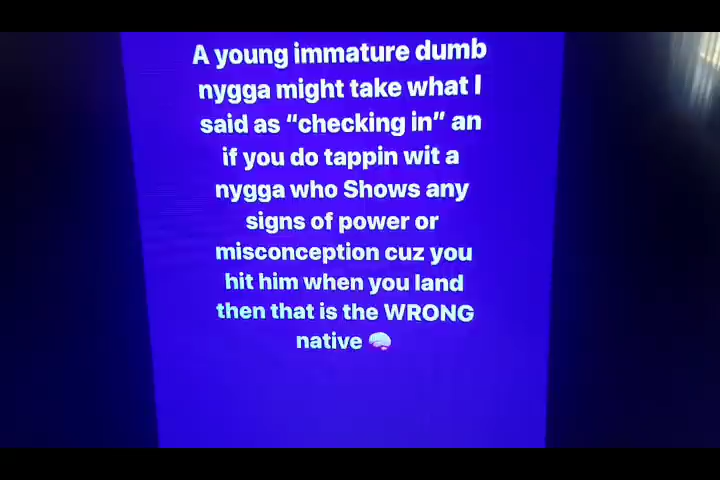 A young immature dumb
nygga might take what I
said as “checking in” an
if you do tappin wit a
nygga who Shows any
signs of power or
misconception cuz you
hit him when you land
then that is the WRONG
native 🧠